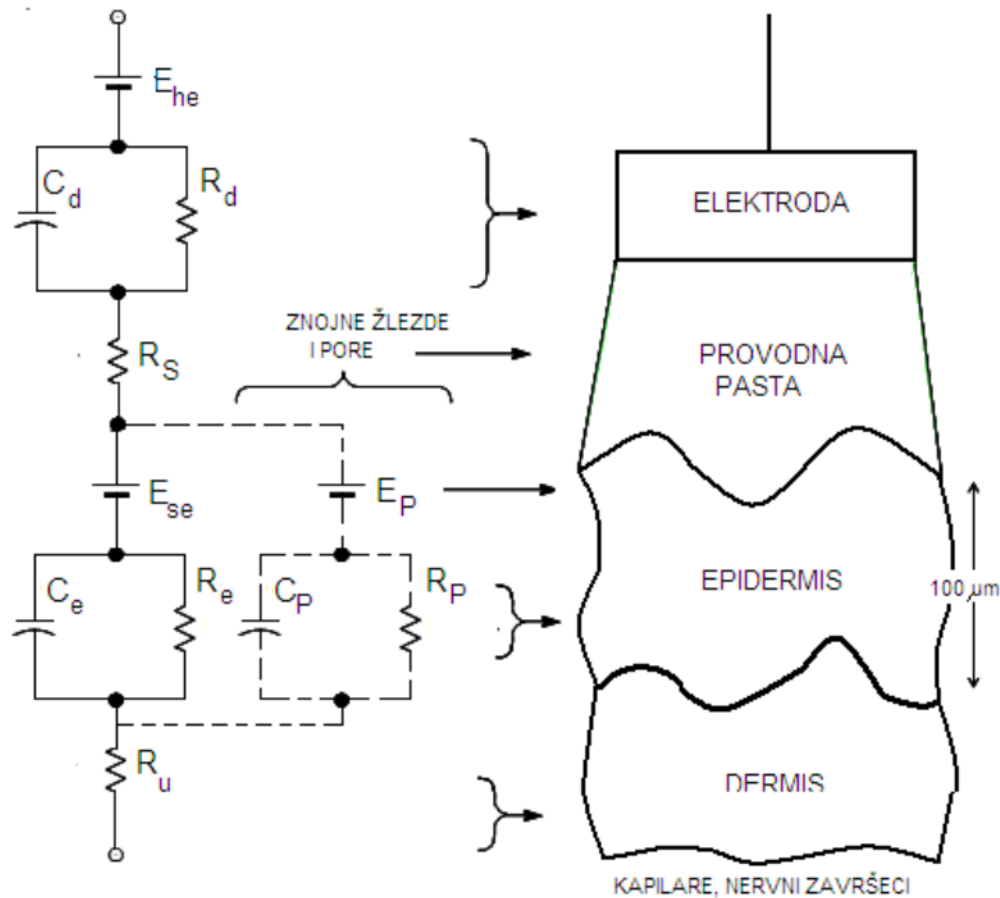 E_he
C_d
R_d
ELEKTRODA
ZNOJNE ŽLEZDE
I PORE
R_S
PROVODNA
PASTA
E_se
E_P
C_e
R_e
C_P
R_P
EPIDERMIS
100 µm
R_u
DERMIS
KAPILARE, NERVNI ZAVRŠECI